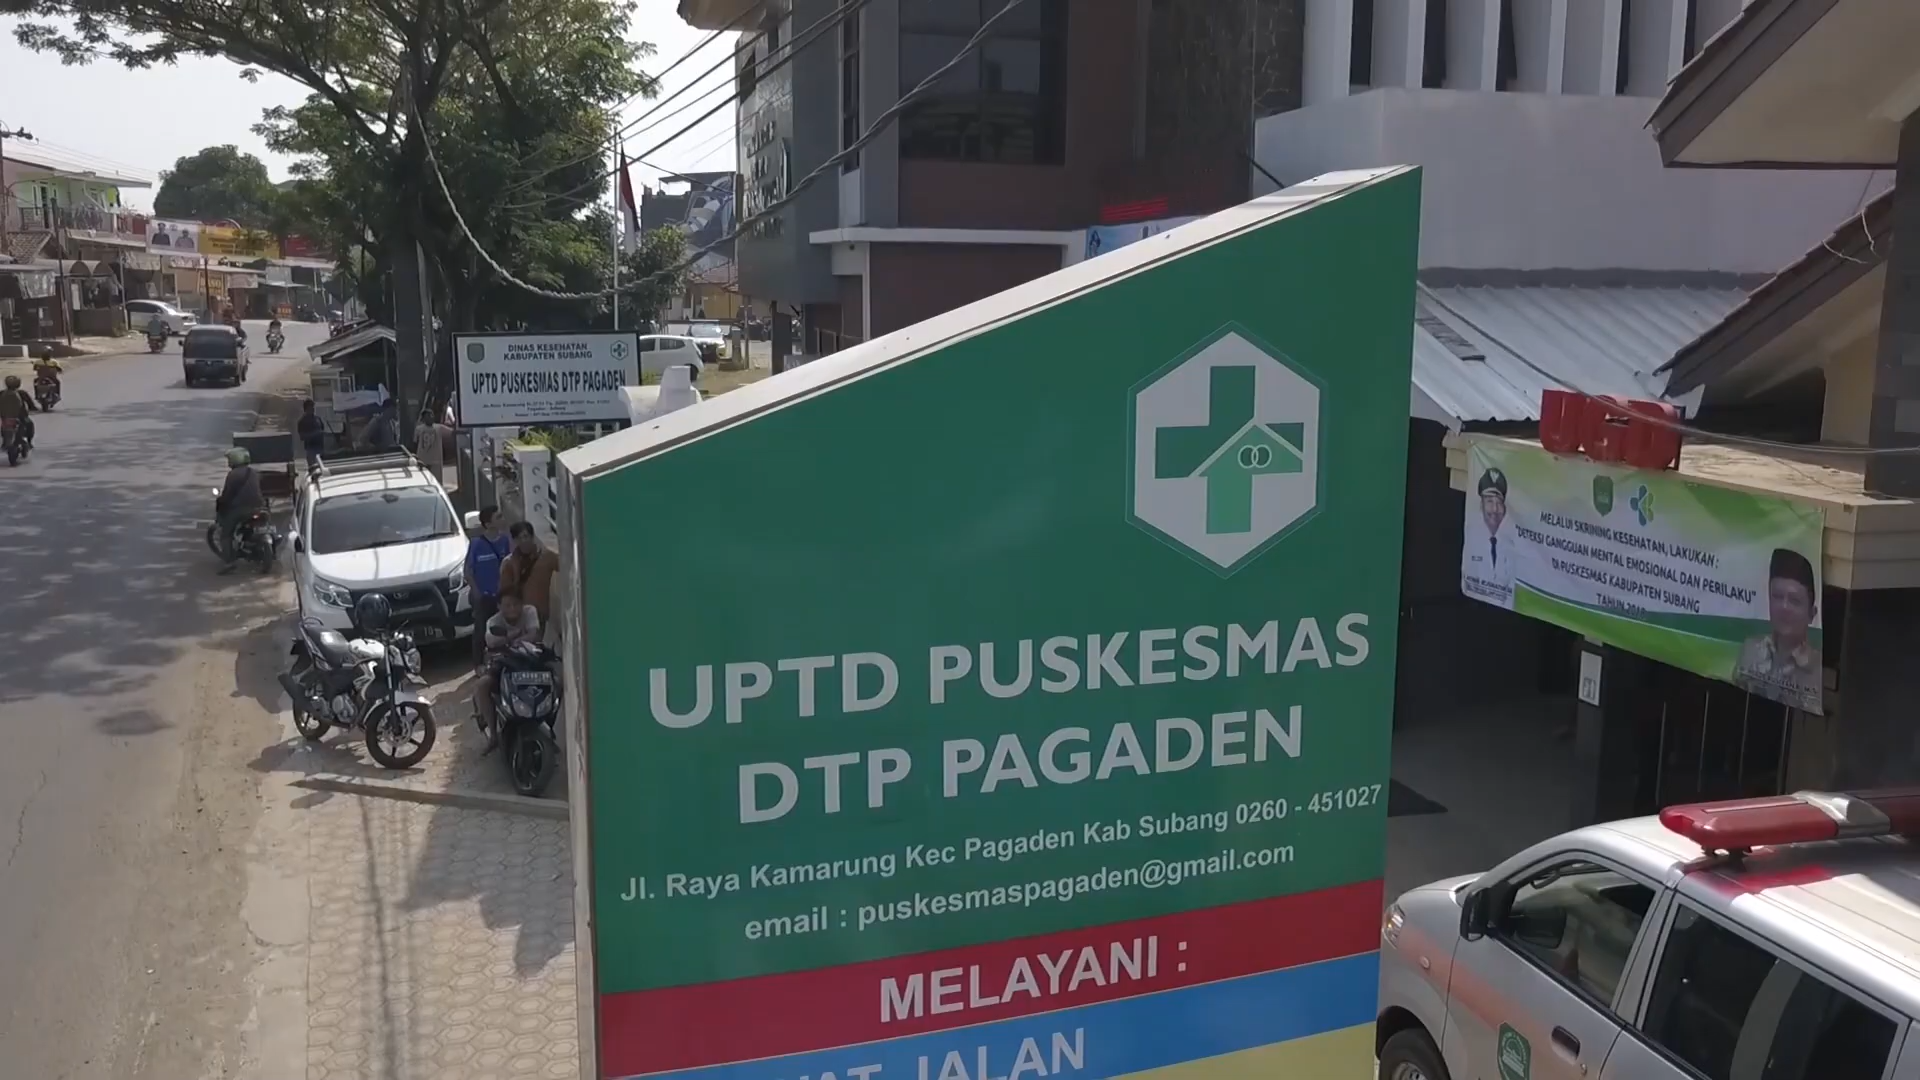 DINAS KESEHATAN
KABUPATEN SUBANG
UPTD PUSKESMAS DTP PAGADEN
UPTD PUSKESMAS
DTP PAGADEN
Jl. Raya Kamarung Kec Pagaden Kab Subang 0260 - 451027
email : puskesmaspagaden@gmail.com
MELAYANI :
JALAN
UGD
MELALUI SKRINING KESEHATAN, LAKUKAN :
"DETEKSI GANGGUAN MENTAL EMOSIONAL DAN PERILAKU"
DI PUSKESMAS KABUPATEN SUBANG
TAHUN